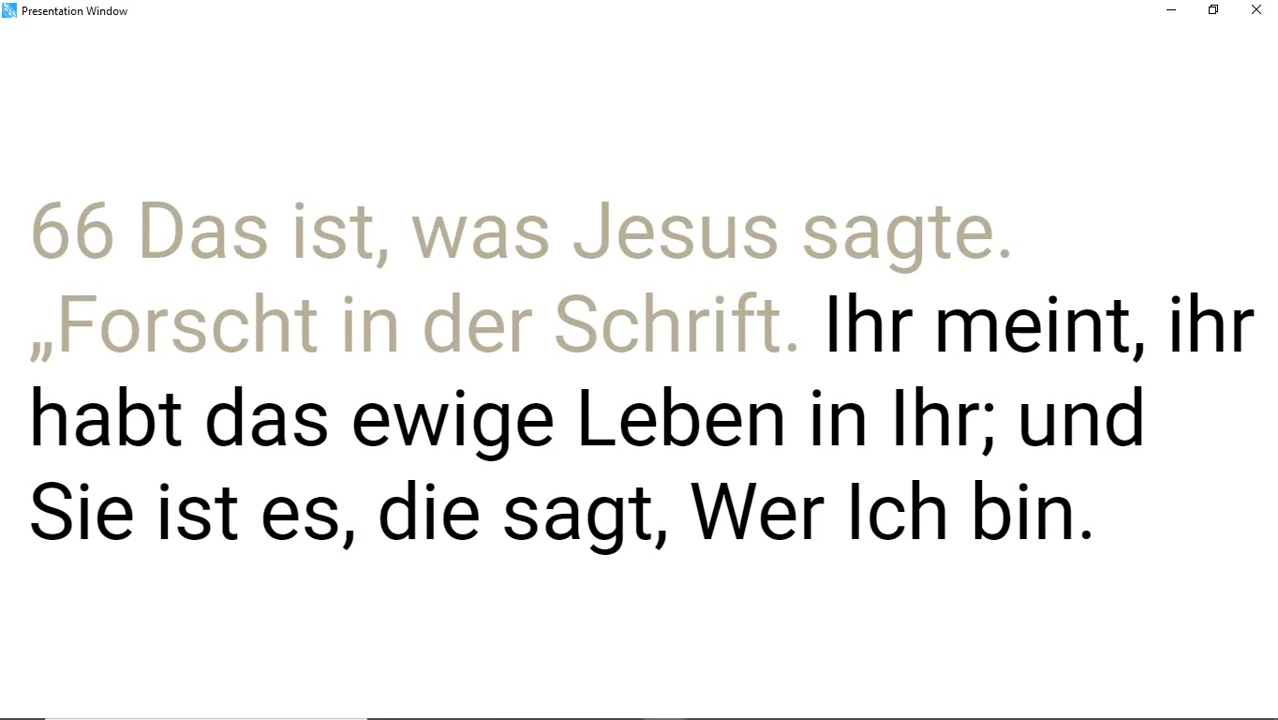 Presentation Window
66 Das ist, was Jesus sagte.
„Forscht in der Schrift. Ihr meint, ihr
habt das ewige Leben in Ihr; und
Sie ist es, die sagt, Wer Ich bin.